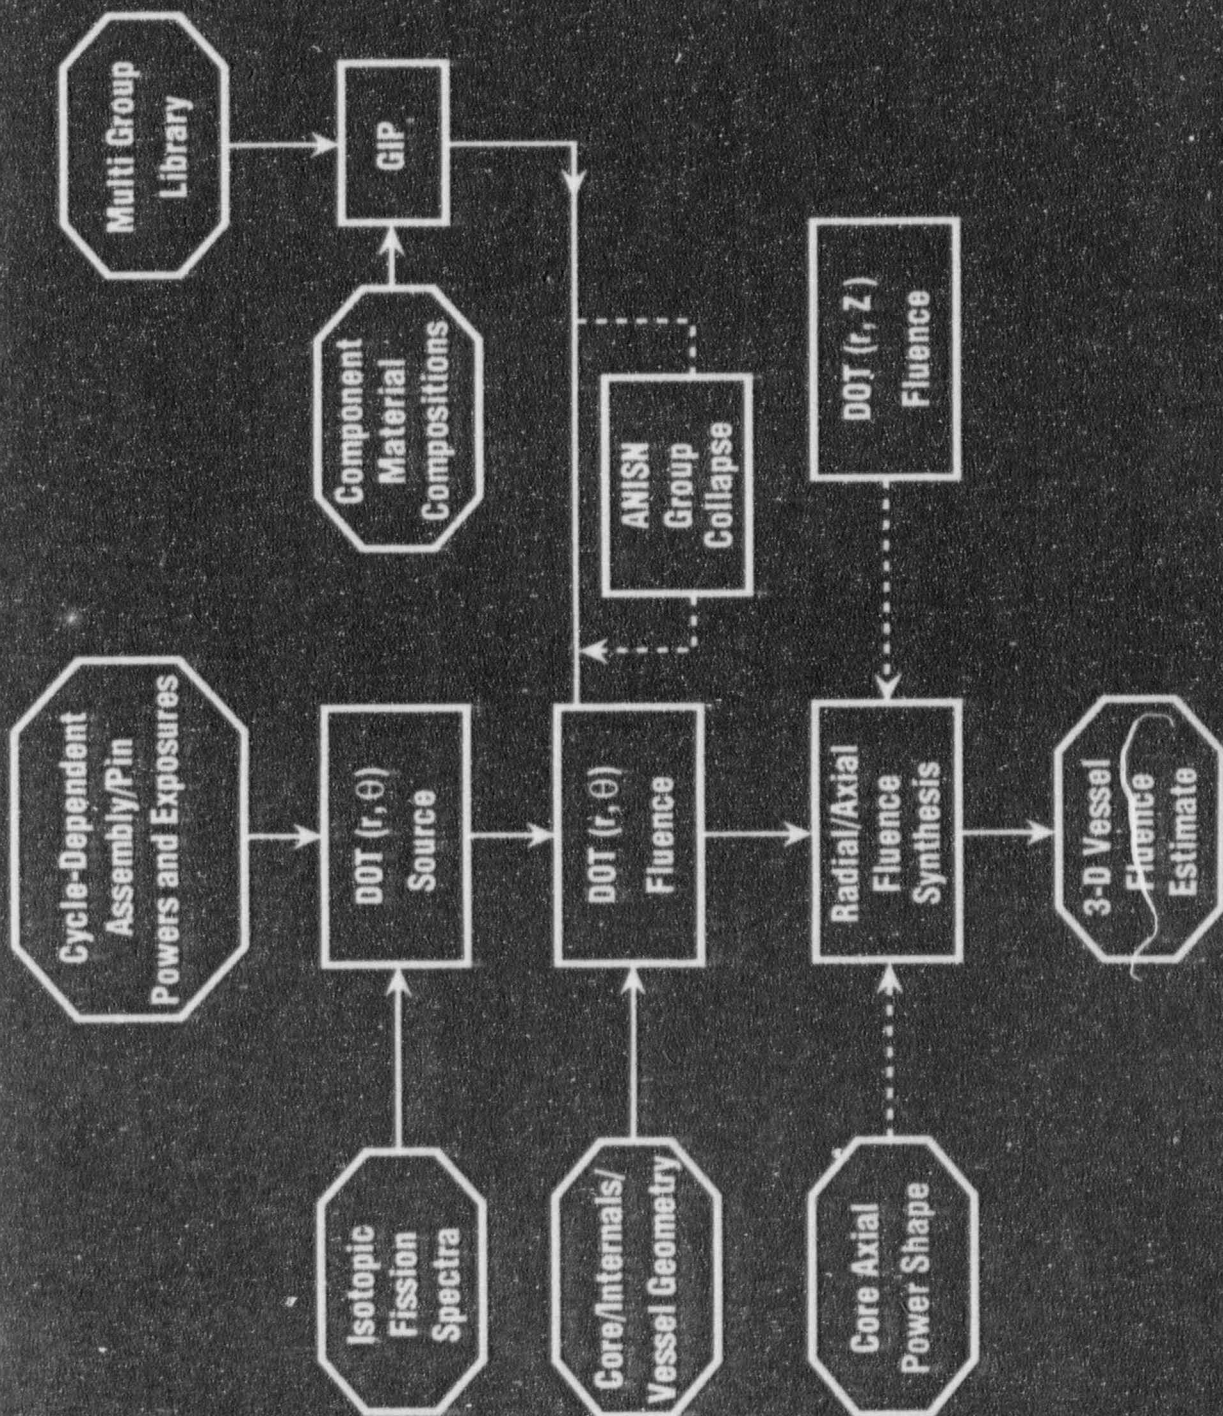 Multi Group
Library
GIP
Component
Material
Compositions
Cycle-Dependent
Assembly/Pin
Powers and Exposures
Isotopic
Fission
Spectra
DOT (r,θ)
Source
Core/Internals/
Vessel Geometry
DOT (r,θ)
Fluence
ANISN
Group
Collapse
Core Axial
Power Shape
Radial/Axial
Fluence
Synthesis
DOT (r, Z)
Fluence
3-D Vessel
Fluence
Estimate